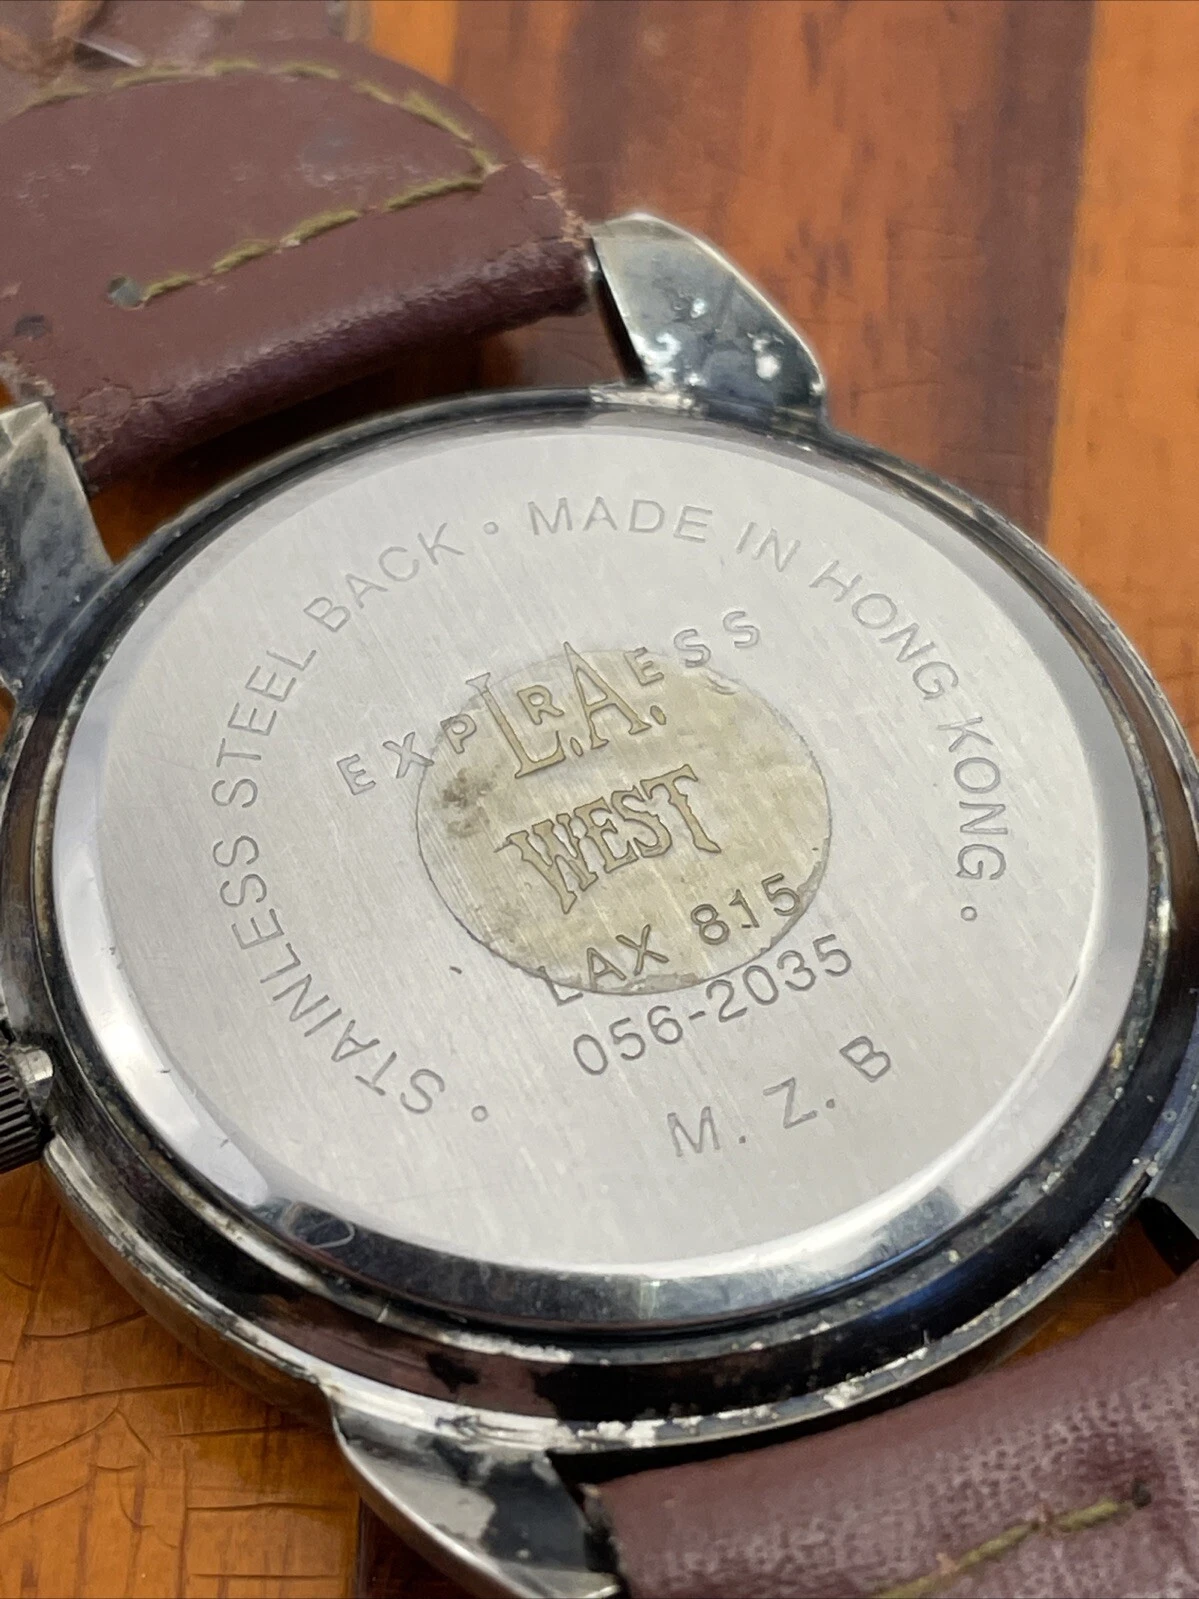 • STAINLESS STEEL BACK • MADE IN HONG KONG •
EXPRESS
L.A.
WEST
LAX 815
056-2035
M. Z. B